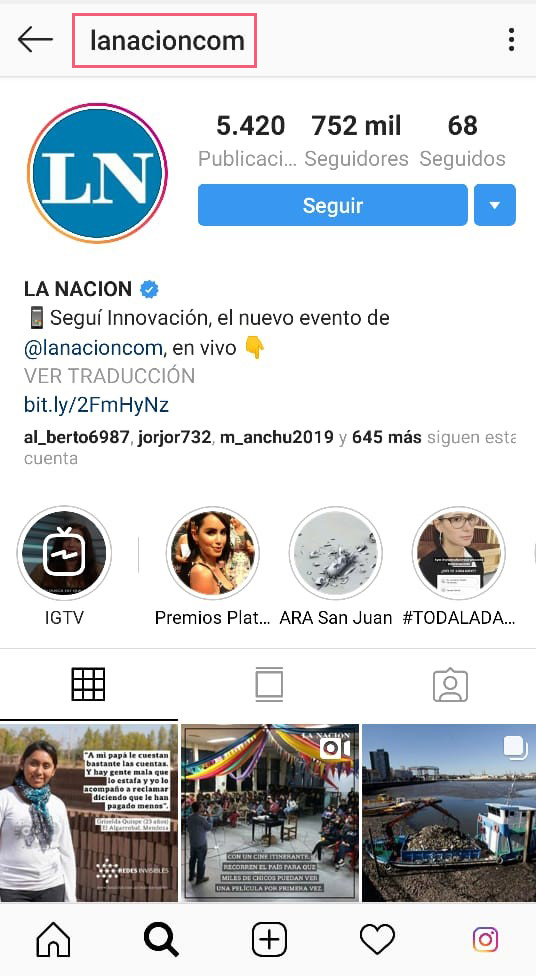 lanacioncom
LN
5.420 752 mil 68
Publicaci... Seguidores Seguidos
Seguir
LA NACION
Seguí Innovación, el nuevo evento de
@lanacioncom, en vivo
VER TRADUCCIÓN
bit.ly/2FmHyNz
al_berto6987, jorjor732, m_anchu2019 y 645 más siguen esta
cuenta
IGTV
Premios Plat...
ARA San Juan
#TODALADA...
"A mi papá le cuestan
bastante las cuentas.
Y hay gente mala que
lo estafa y yo lo
acompaño a reclamar
diciendo que le han
pagado menos".
Griselda Quispe (23 años)
El Algarrobal, Mendoza
REDES INVISIBLES
LA NACION
CON UN CINE ITINERANTE,
RECORREN EL PAÍS PARA QUE
MILES DE CHICOS PUEDAN VER
UNA PELÍCULA POR PRIMERA VEZ.